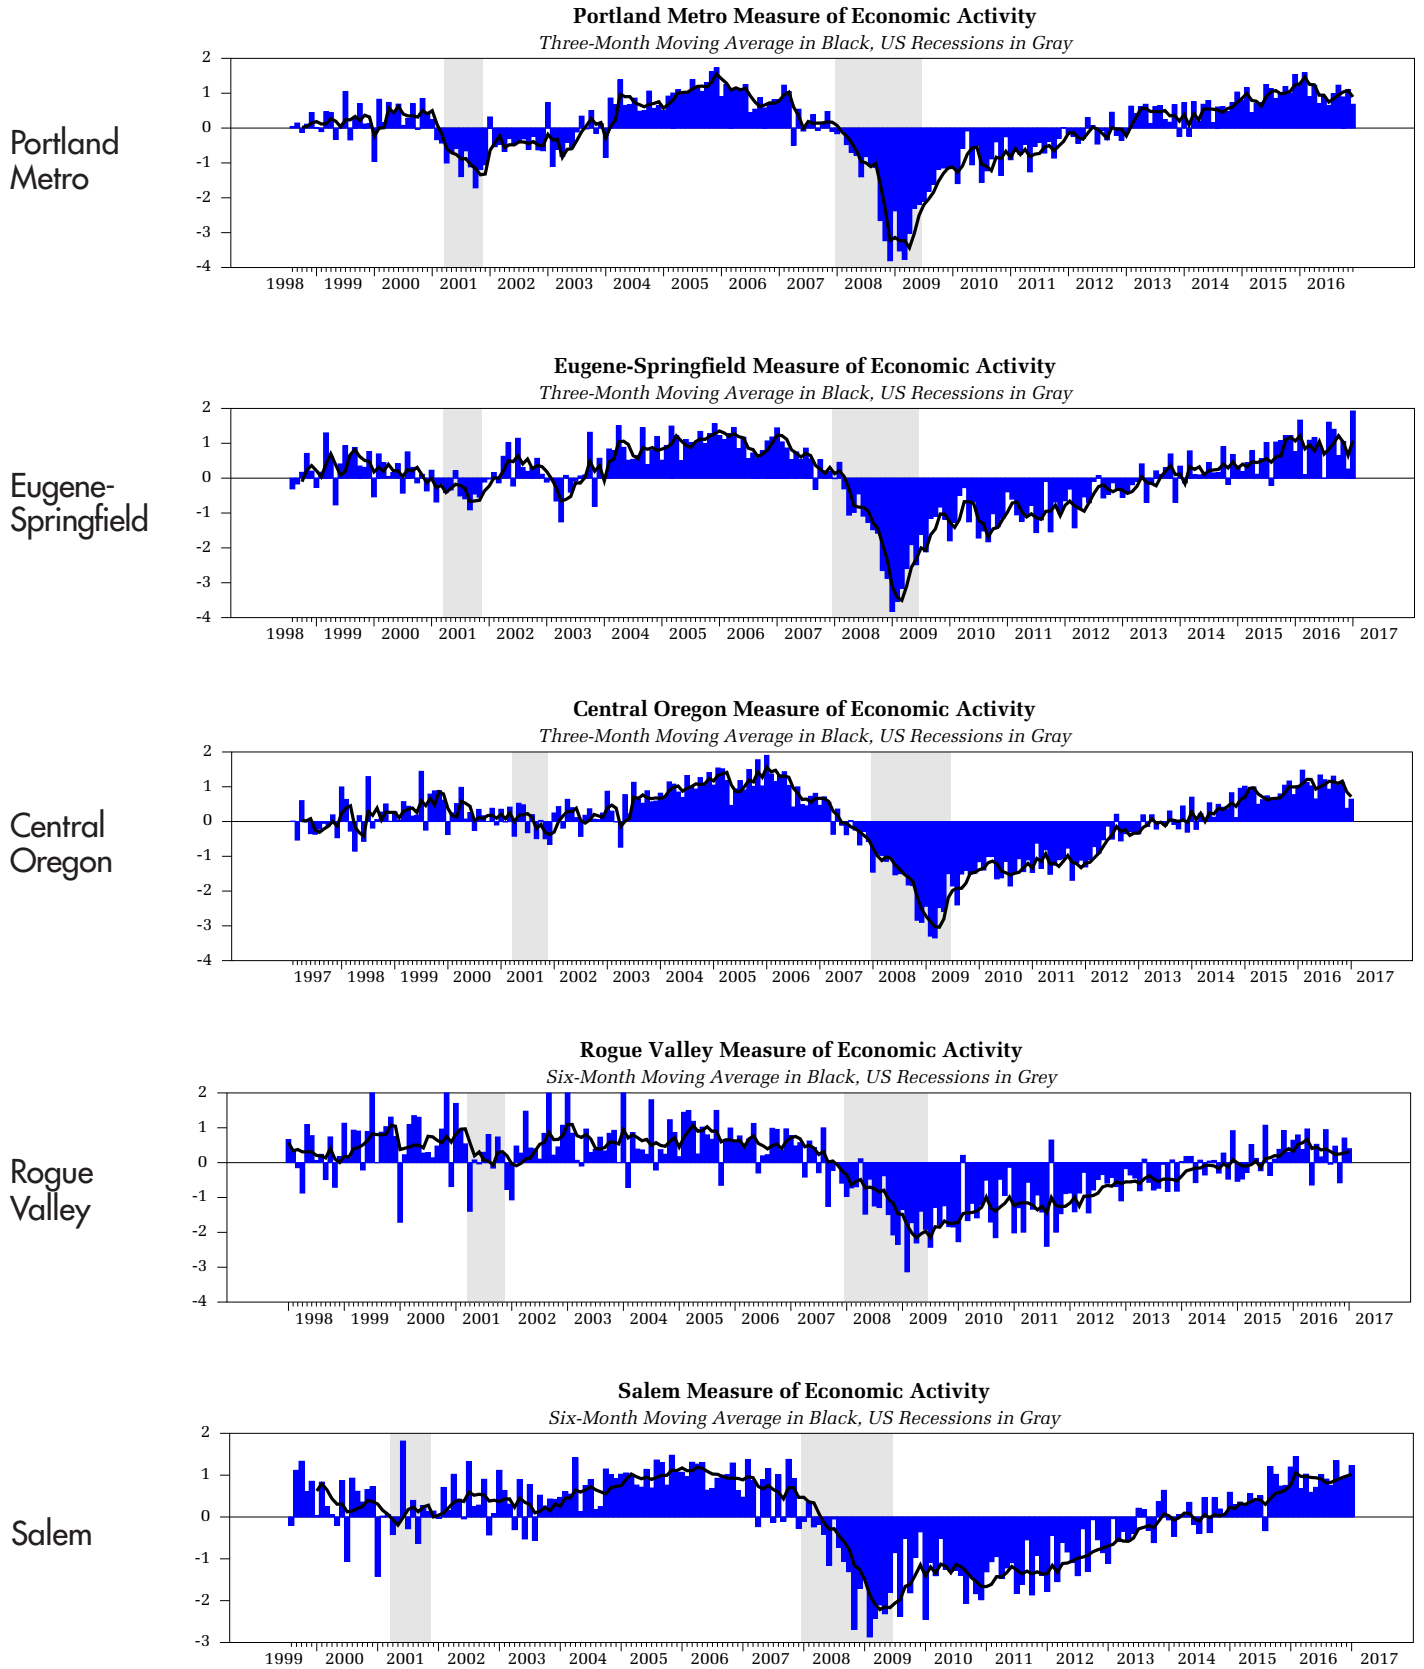 Portland Metro Measure of Economic Activity
Three-Month Moving Average in Black, US Recessions in Gray
2
1
0
-1
-2
-3
-4
Portland
Metro
1998 1999 2000 2001 2002 2003 2004 2005 2006 2007 2008 2009 2010 2011 2012 2013 2014 2015 2016
Eugene-Springfield Measure of Economic Activity
Three-Month Moving Average in Black, US Recessions in Gray
2
1
0
-1
-2
-3
-4
Eugene-
Springfield
1998 1999 2000 2001 2002 2003 2004 2005 2006 2007 2008 2009 2010 2011 2012 2013 2014 2015 2016 2017
Central Oregon Measure of Economic Activity
Three-Month Moving Average in Black, US Recessions in Gray
2
1
0
-1
-2
-3
-4
Central
Oregon
1997 1998 1999 2000 2001 2002 2003 2004 2005 2006 2007 2008 2009 2010 2011 2012 2013 2014 2015 2016 2017
Rogue Valley Measure of Economic Activity
Six-Month Moving Average in Black, US Recessions in Grey
2
1
0
-1
-2
-3
-4
Rogue
Valley
1998 1999 2000 2001 2002 2003 2004 2005 2006 2007 2008 2009 2010 2011 2012 2013 2014 2015 2016 2017
Salem Measure of Economic Activity
Six-Month Moving Average in Black, US Recessions in Gray
2
1
0
-1
-2
-3
Salem
1999 2000 2001 2002 2003 2004 2005 2006 2007 2008 2009 2010 2011 2012 2013 2014 2015 2016 2017